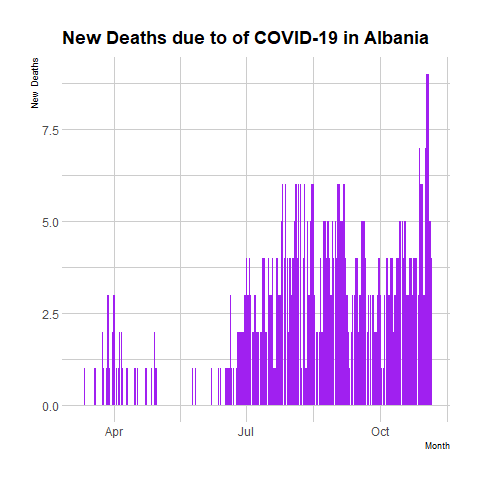 New Deaths due to of COVID-19 in Albania
New Deaths
7.5
5.0
2.5
0.0
Apr
Jul
Oct
Month